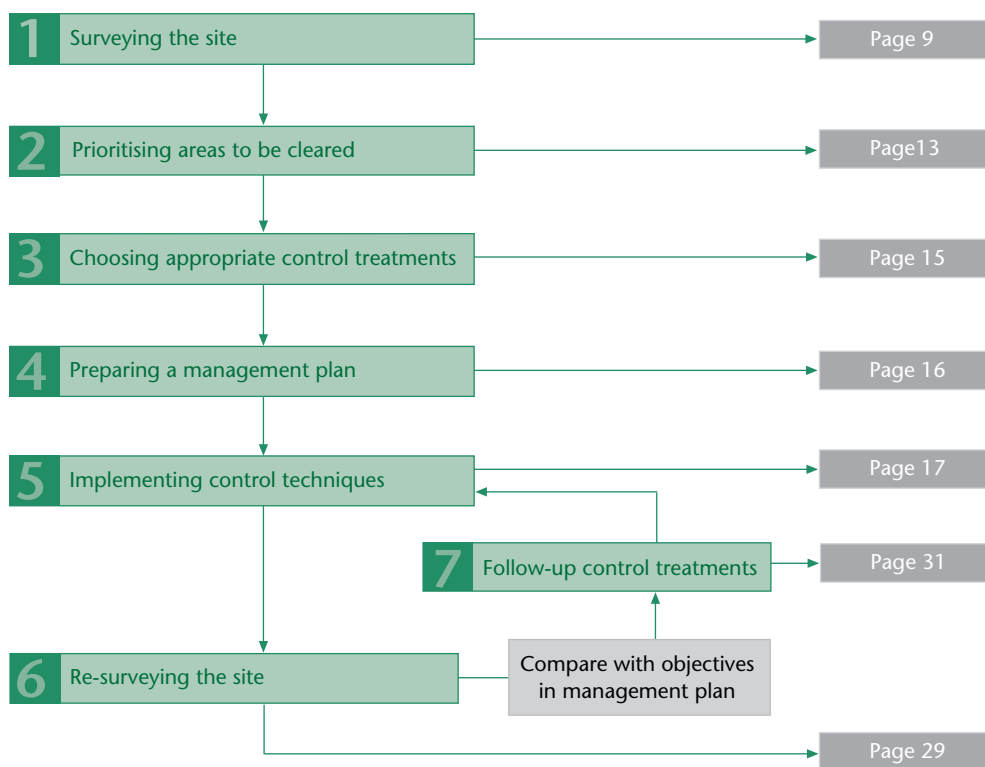 1 Surveying the site
Page 9
2 Prioritising areas to be cleared
Page13
3 Choosing appropriate control treatments
Page 15
4 Preparing a management plan
Page 16
5 Implementing control techniques
Page 17
7 Follow-up control treatments
Page 31
6 Re-surveying the site
Compare with objectives
in management plan
Page 29